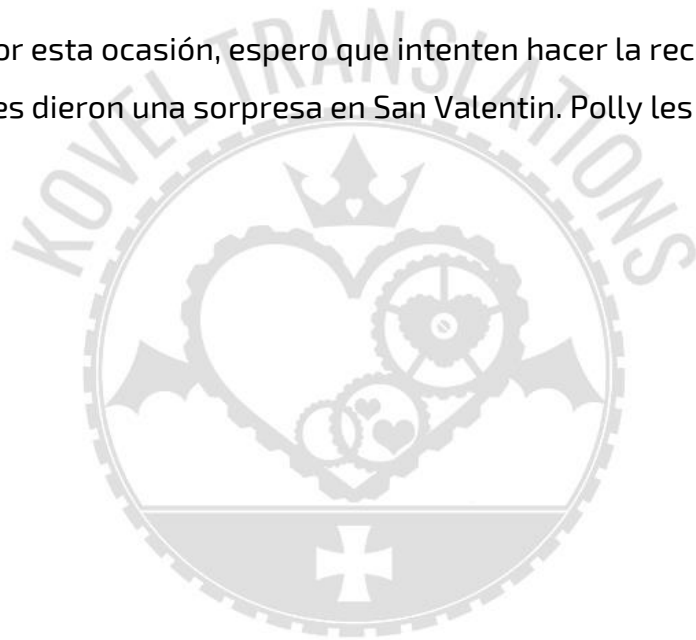 or esta ocasión, espero que intenten hacer la rec
es dieron una sorpresa en San Valentin. Polly les
KOVEL TRANSLATIONS